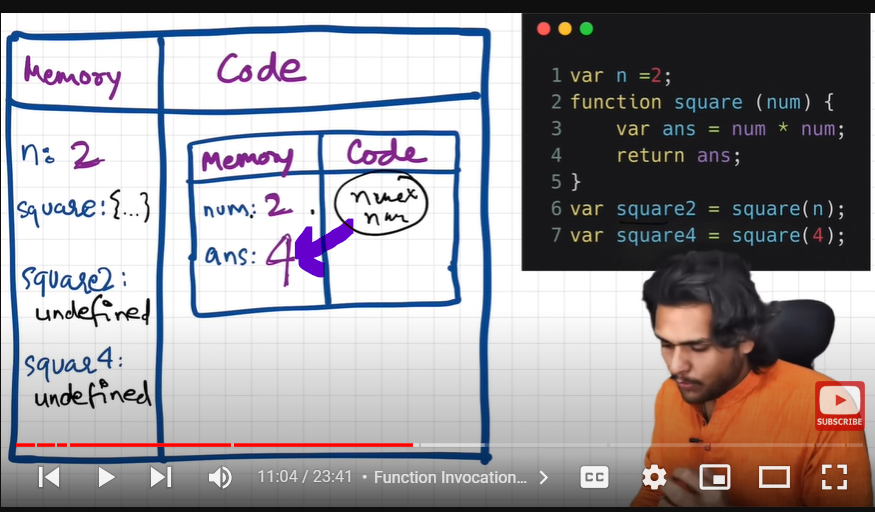 Memory
Code
n: 2
square: {...}
square2:
undefined
squar4:
undefined
Memory
Code
num: 2 .
ans: 4
num x
num
1 var n =2;
2 function square (num) {
3 var ans = num * num;
4 return ans;
5 }
6 var square2 = square(n);
7 var square4 = square(4);
SUBSCRIBE
11:04 / 23:41 • Function Invocation...
CC